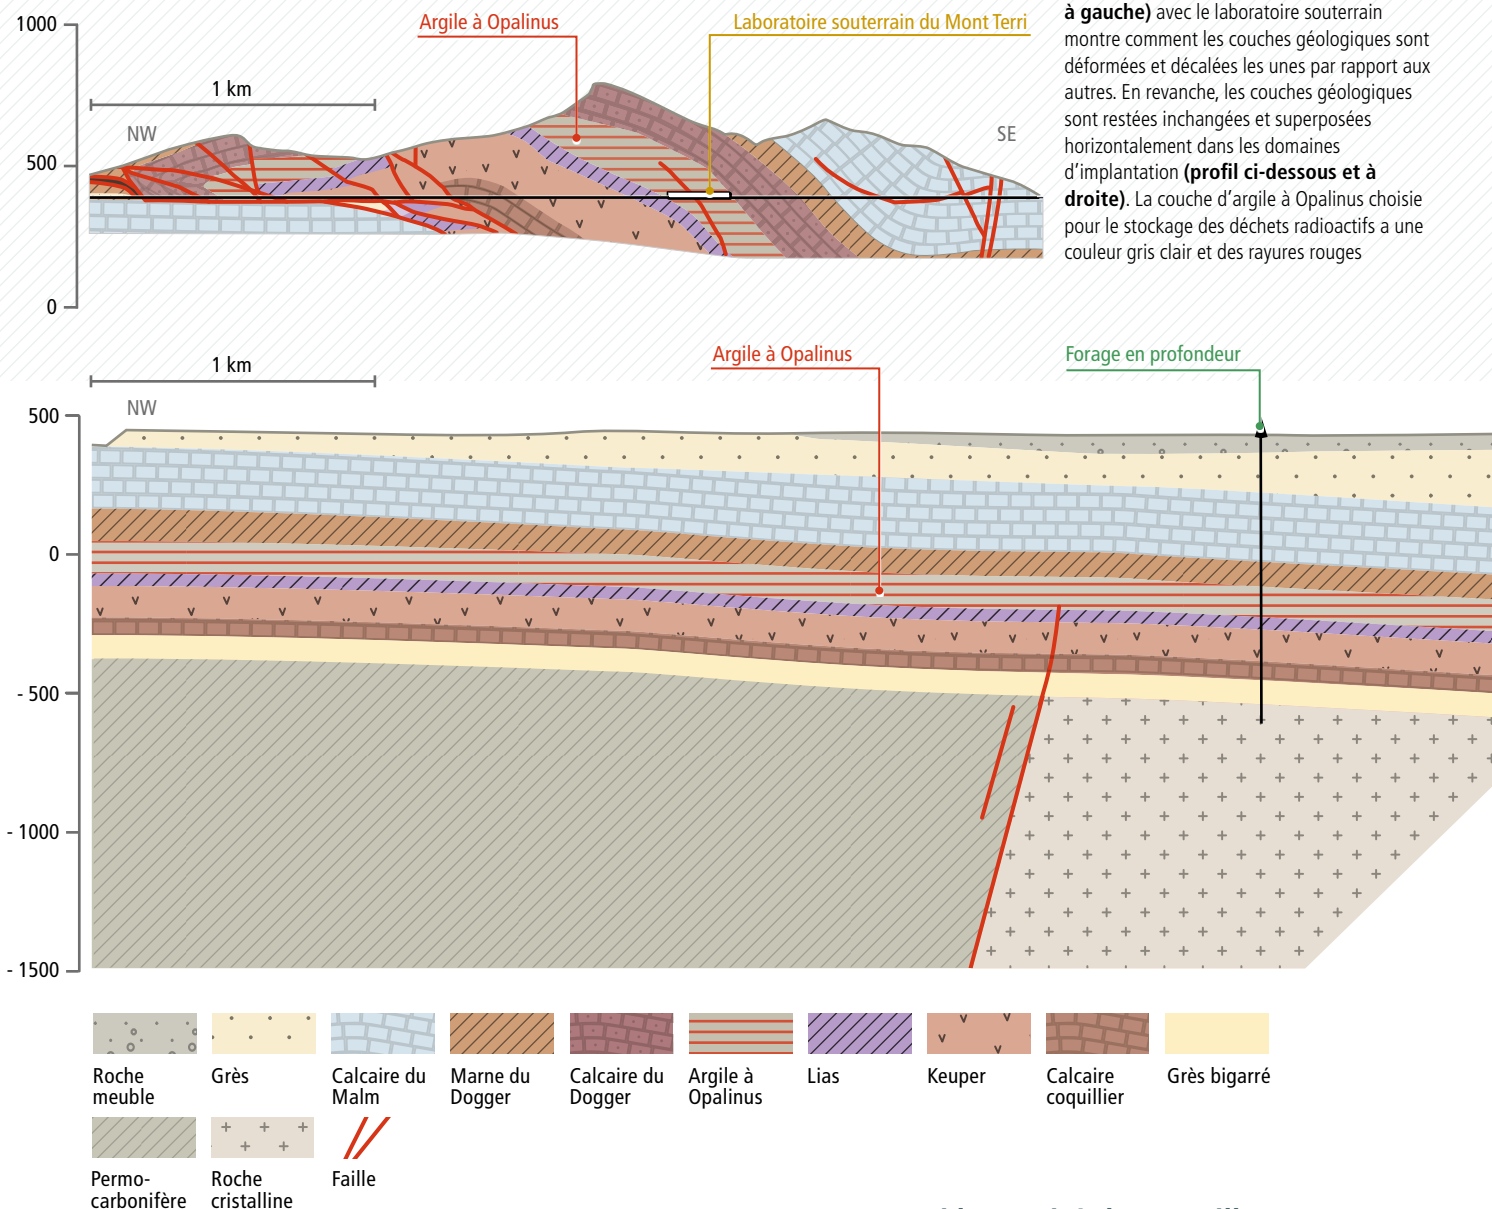 1000
500
0
1 km
NW
SE
Argile à Opalinus
Laboratoire souterrain du Mont Terri
à gauche) avec le laboratoire souterrain
montre comment les couches géologiques sont
déformées et décalées les unes par rapport aux
autres. En revanche, les couches géologiques
sont restées inchangées et superposées
horizontalement dans les domaines
d’implantation (profil ci-dessous et à
droite). La couche d’argile à Opalinus choisie
pour le stockage des déchets radioactifs a une
couleur gris clair et des rayures rouges
1 km
NW
Argile à Opalinus
Forage en profondeur
500
0
- 500
- 1000
- 1500
Roche
meuble
Grès
Calcaire du
Malm
Marne du
Dogger
Calcaire du
Dogger
Argile à
Opalinus
Lias
Keuper
Calcaire
coquillier
Grès bigarré
Permo-
carbonifère
Roche
cristalline
Faille